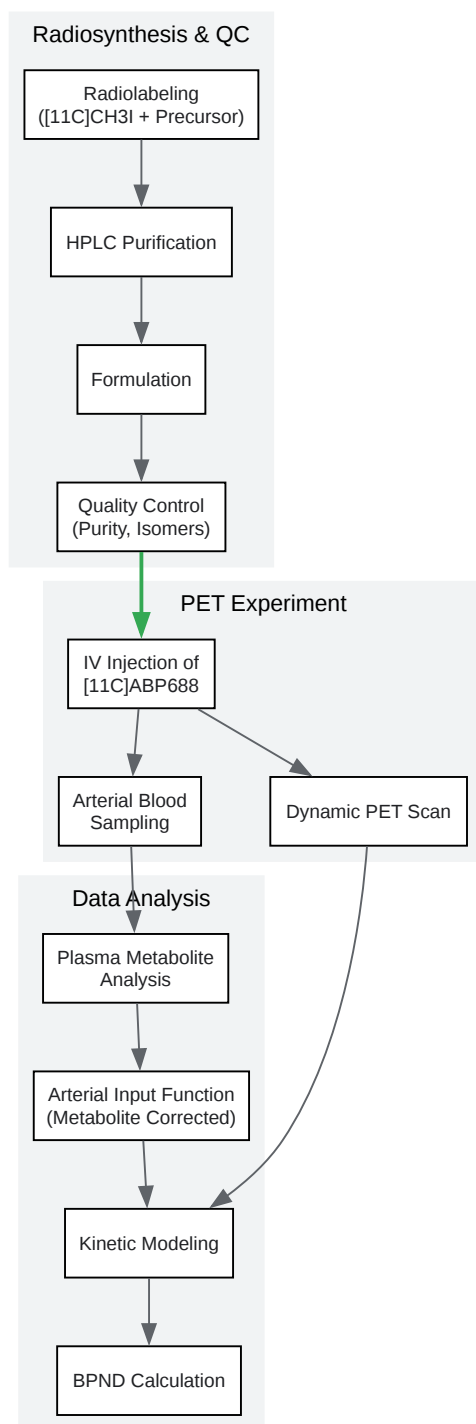 Radiosynthesis & QC
Radiolabeling
([11C]CH3I + Precursor)
HPLC Purification
Formulation
Quality Control
(Purity, Isomers)
PET Experiment
IV Injection of
[11C]ABP688
Arterial Blood
Sampling
Dynamic PET Scan
Data Analysis
Plasma Metabolite
Analysis
Arterial Input Function
(Metabolite Corrected)
Kinetic Modeling
BPND Calculation